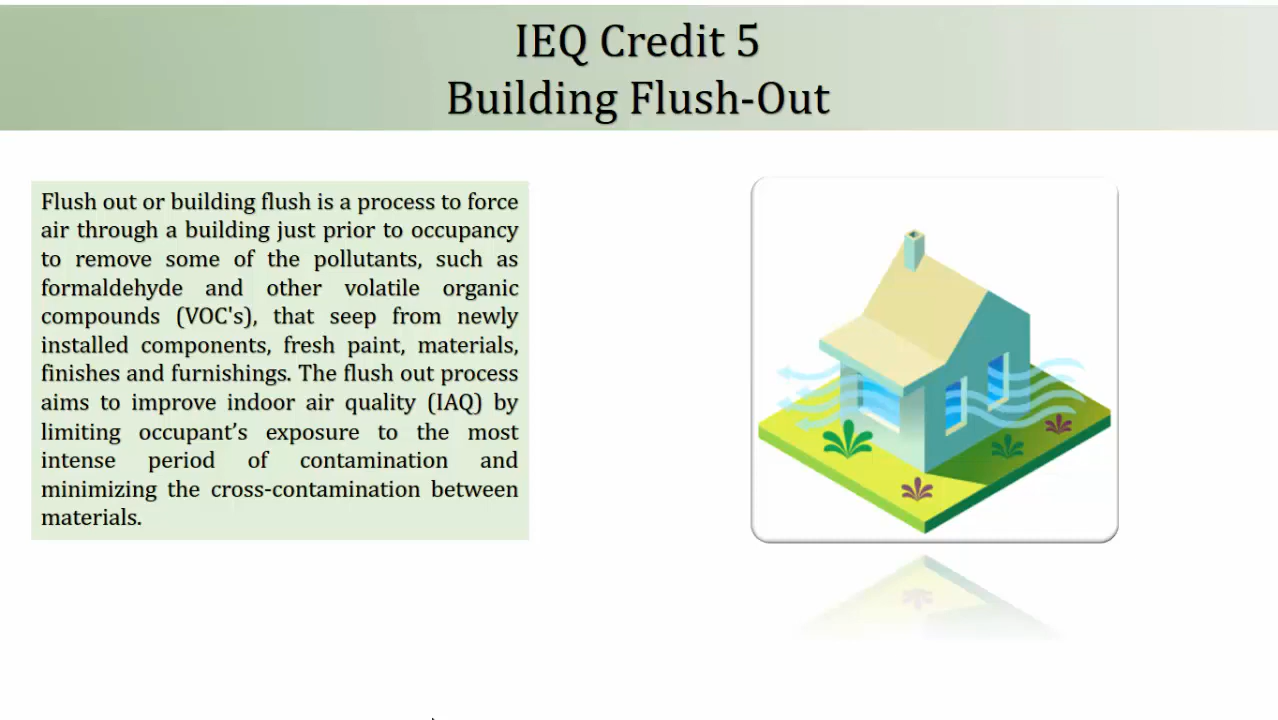 IEQ Credit 5
Building Flush-Out
Flush out or building flush is a process to force
air through a building just prior to occupancy
to remove some of the pollutants, such as
formaldehyde and other volatile organic
compounds (VOC's), that seep from newly
installed components, fresh paint, materials,
finishes and furnishings. The flush out process
aims to improve indoor air quality (IAQ) by
limiting occupant’s exposure to the most
intense period of contamination and
minimizing the cross-contamination between
materials.